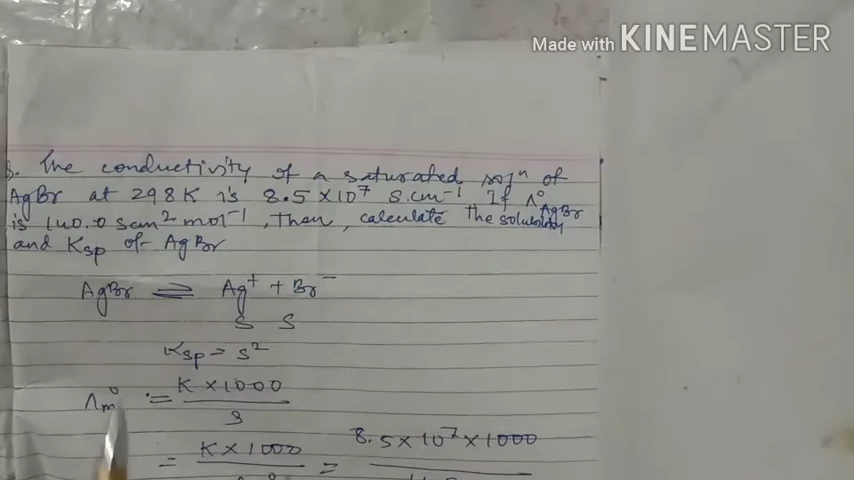 Made with KINEMASTER
The conductivity of a saturated solⁿ of
AgBr at 298K is 8.5 × 10⁷ S.cm⁻¹ If Λ°AgBr
is 140.0 Scm² mol⁻¹, Then, calculate the solubility
and Ksp of AgBr
AgBr ⇌ Ag⁺ + Br⁻
S S
Ksp = S²
Λm° = K × 1000
S
= K × 1000 = 8.5 × 10⁷ × 1000